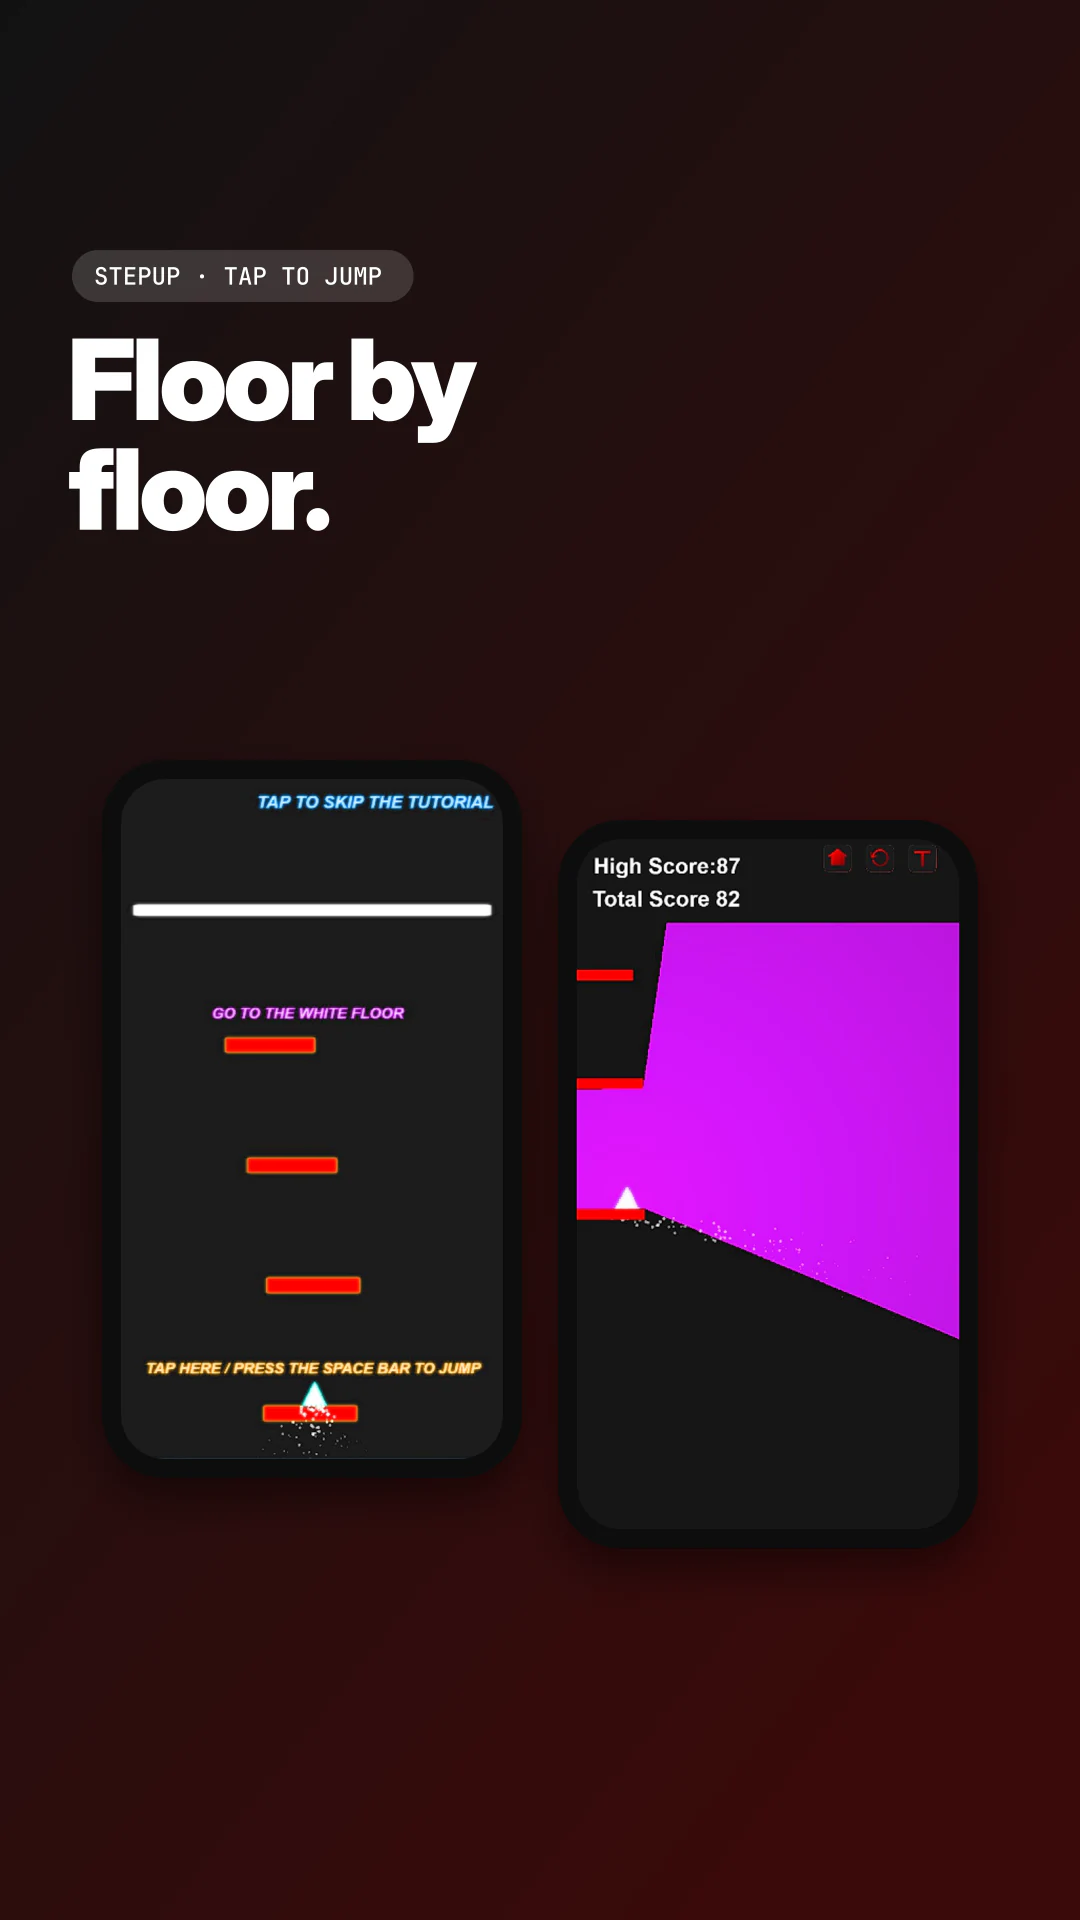 STEPUP · TAP TO JUMP
Floor by
floor.
TAP TO SKIP THE TUTORIAL
GO TO THE WHITE FLOOR
TAP HERE / PRESS THE SPACE BAR TO JUMP
High Score:87
Total Score 82